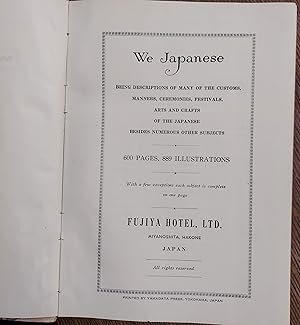 We Japanese
BEING DESCRIPTIONS OF MANY OF THE CUSTOMS,
MANNERS, CEREMONIES, FESTIVALS,
ARTS AND CRAFTS
OF THE JAPANESE
BESIDES NUMEROUS OTHER SUBJECTS
600 PAGES, 889 ILLUSTRATIONS
With a few exceptions each subject is complete
on one page
FUJIYA HOTEL, LTD.
MIYANOSHITA, HAKONE
JAPAN
All rights reserved
PRINTED BY YAMAGATA PRESS, YOKOHAMA, JAPAN